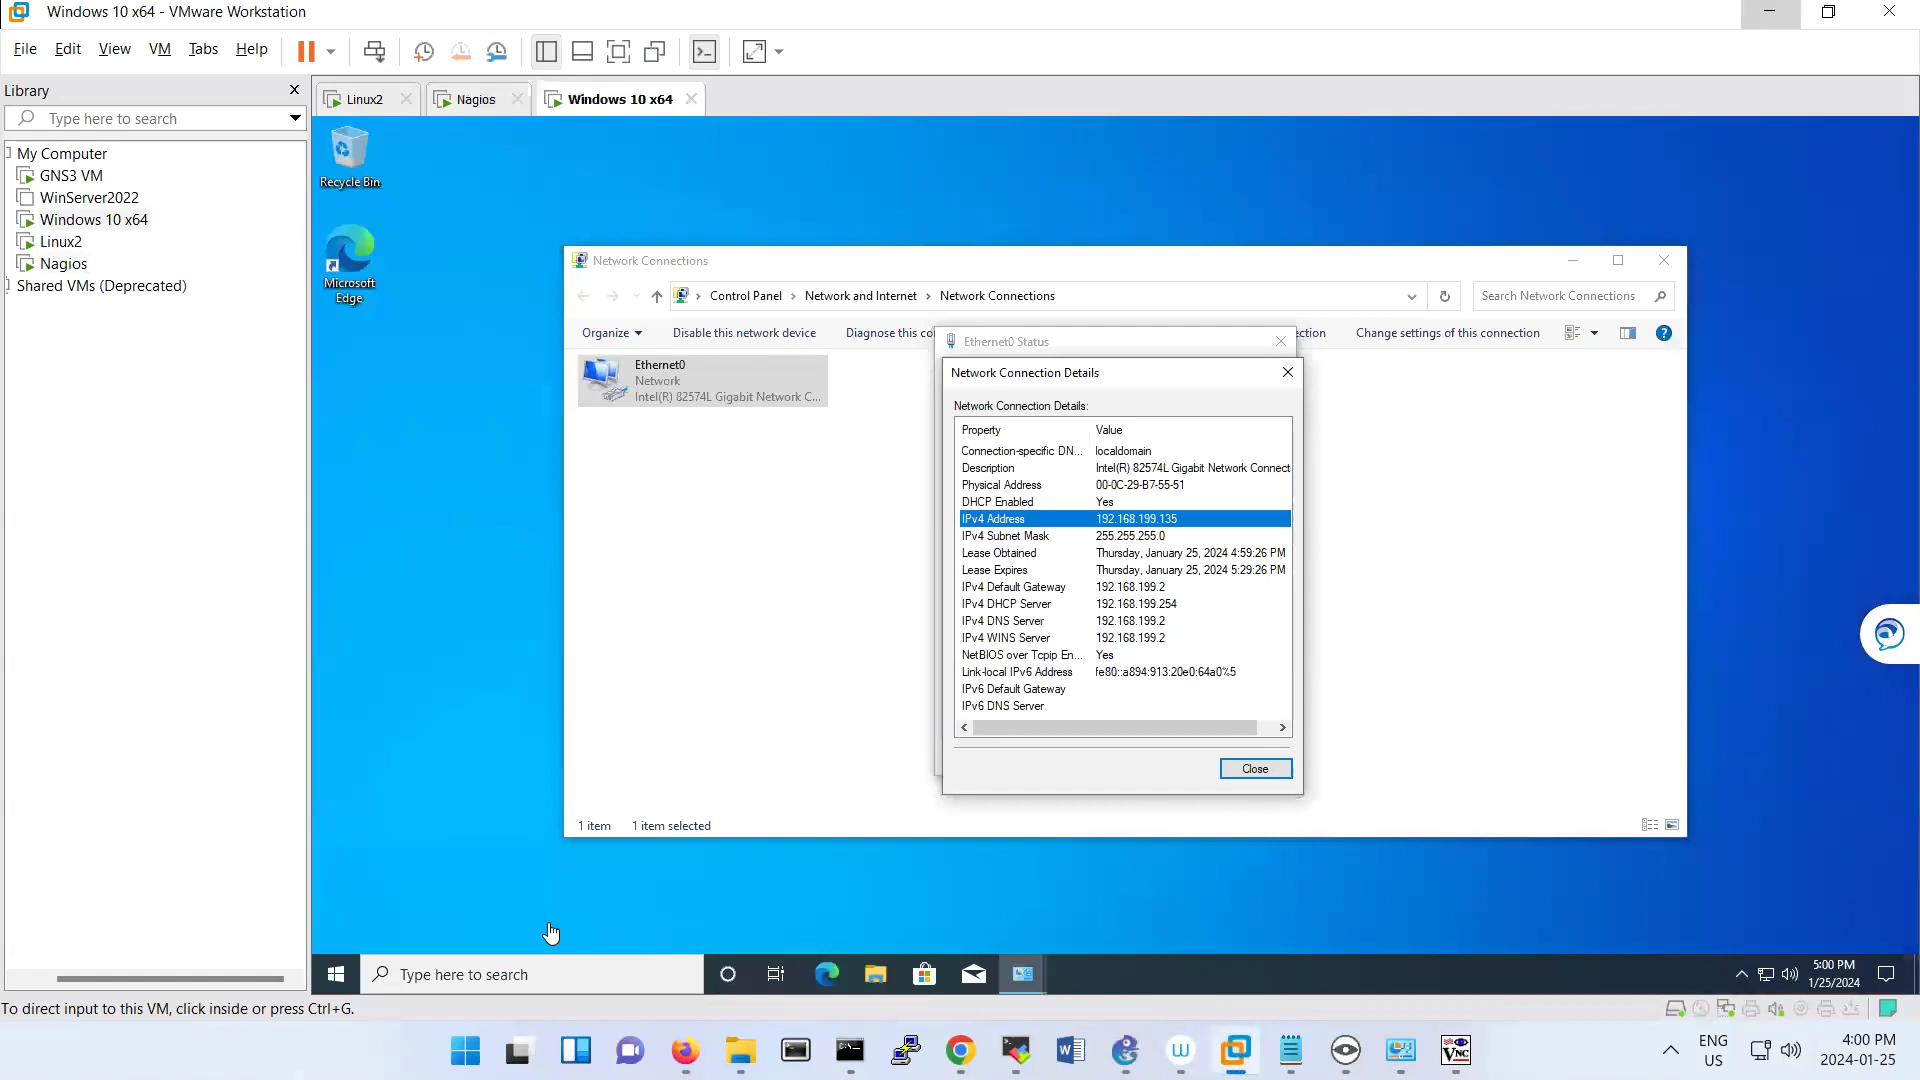 Windows 10 x64 - VMware Workstation
File Edit View VM Tabs Help
Library
Type here to search
My Computer
GNS3 VM
WinServer2022
Windows 10 x64
Linux2
Nagios
Shared VMs (Deprecated)
Linux2 Nagios Windows 10 x64
Recycle Bin
Microsoft
Edge
Network Connections
Control Panel Network and Internet Network Connections Search Network Connections
Organize Disable this network device Diagnose this co ction Change settings of this connection
Ethernet0
Network
Intel(R) 82574L Gigabit Network C...
Ethernet0 Status
Network Connection Details
Network Connection Details:
Property Value
Connection-specific DN... localdomain
Description Intel(R) 82574L Gigabit Network Connect
Physical Address 00-0C-29-B7-55-51
DHCP Enabled Yes
IPv4 Address 192.168.199.135
IPv4 Subnet Mask 255.255.255.0
Lease Obtained Thursday, January 25, 2024 4:59:26 PM
Lease Expires Thursday, January 25, 2024 5:29:26 PM
IPv4 Default Gateway 192.168.199.2
IPv4 DHCP Server 192.168.199.254
IPv4 DNS Server 192.168.199.2
IPv4 WINS Server 192.168.199.2
NetBIOS over Tcpip En... Yes
Link-local IPv6 Address fe80::a894:913:20e0:64a0%5
IPv6 Default Gateway
IPv6 DNS Server
Close
1 item 1 item selected
Type here to search
5:00 PM
1/25/2024
To direct input to this VM, click inside or press Ctrl+G.
ENG
US
4:00 PM
2024-01-25